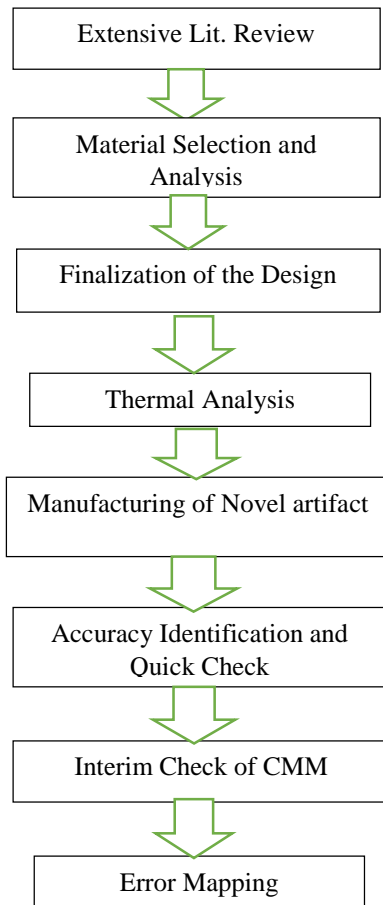 Extensive Lit. Review
Material Selection and
Analysis
Finalization of the Design
Thermal Analysis
Manufacturing of Novel artifact
Accuracy Identification and
Quick Check
Interim Check of CMM
Error Mapping